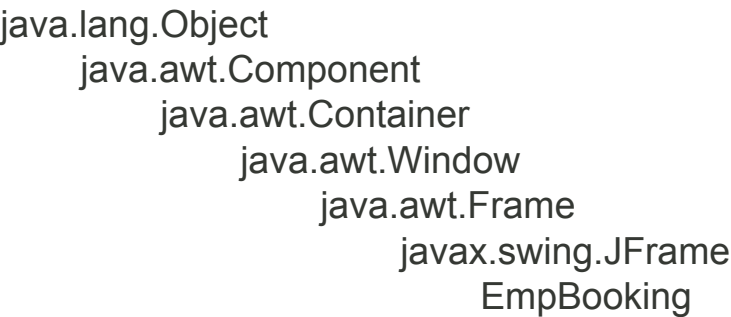 java.lang.Object
java.awt.Component
java.awt.Container
java.awt.Window
java.awt.Frame
javax.swing.JFrame
EmpBooking